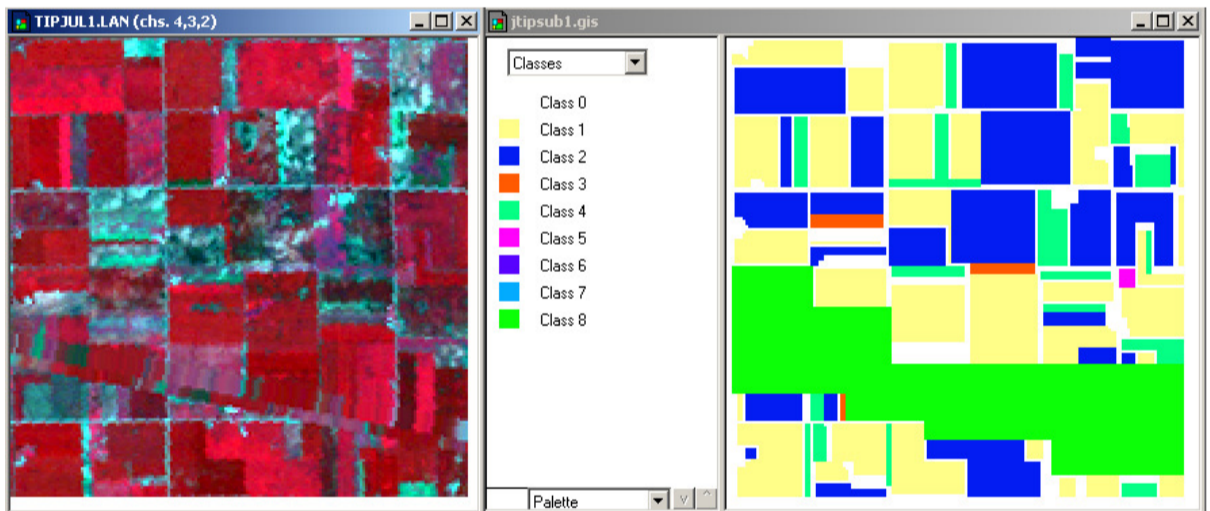 TIPJUL1.LAN (chs. 4,3,2)
jtipsub1.gis
Classes
Class 0
Class 1
Class 2
Class 3
Class 4
Class 5
Class 6
Class 7
Class 8
Palette